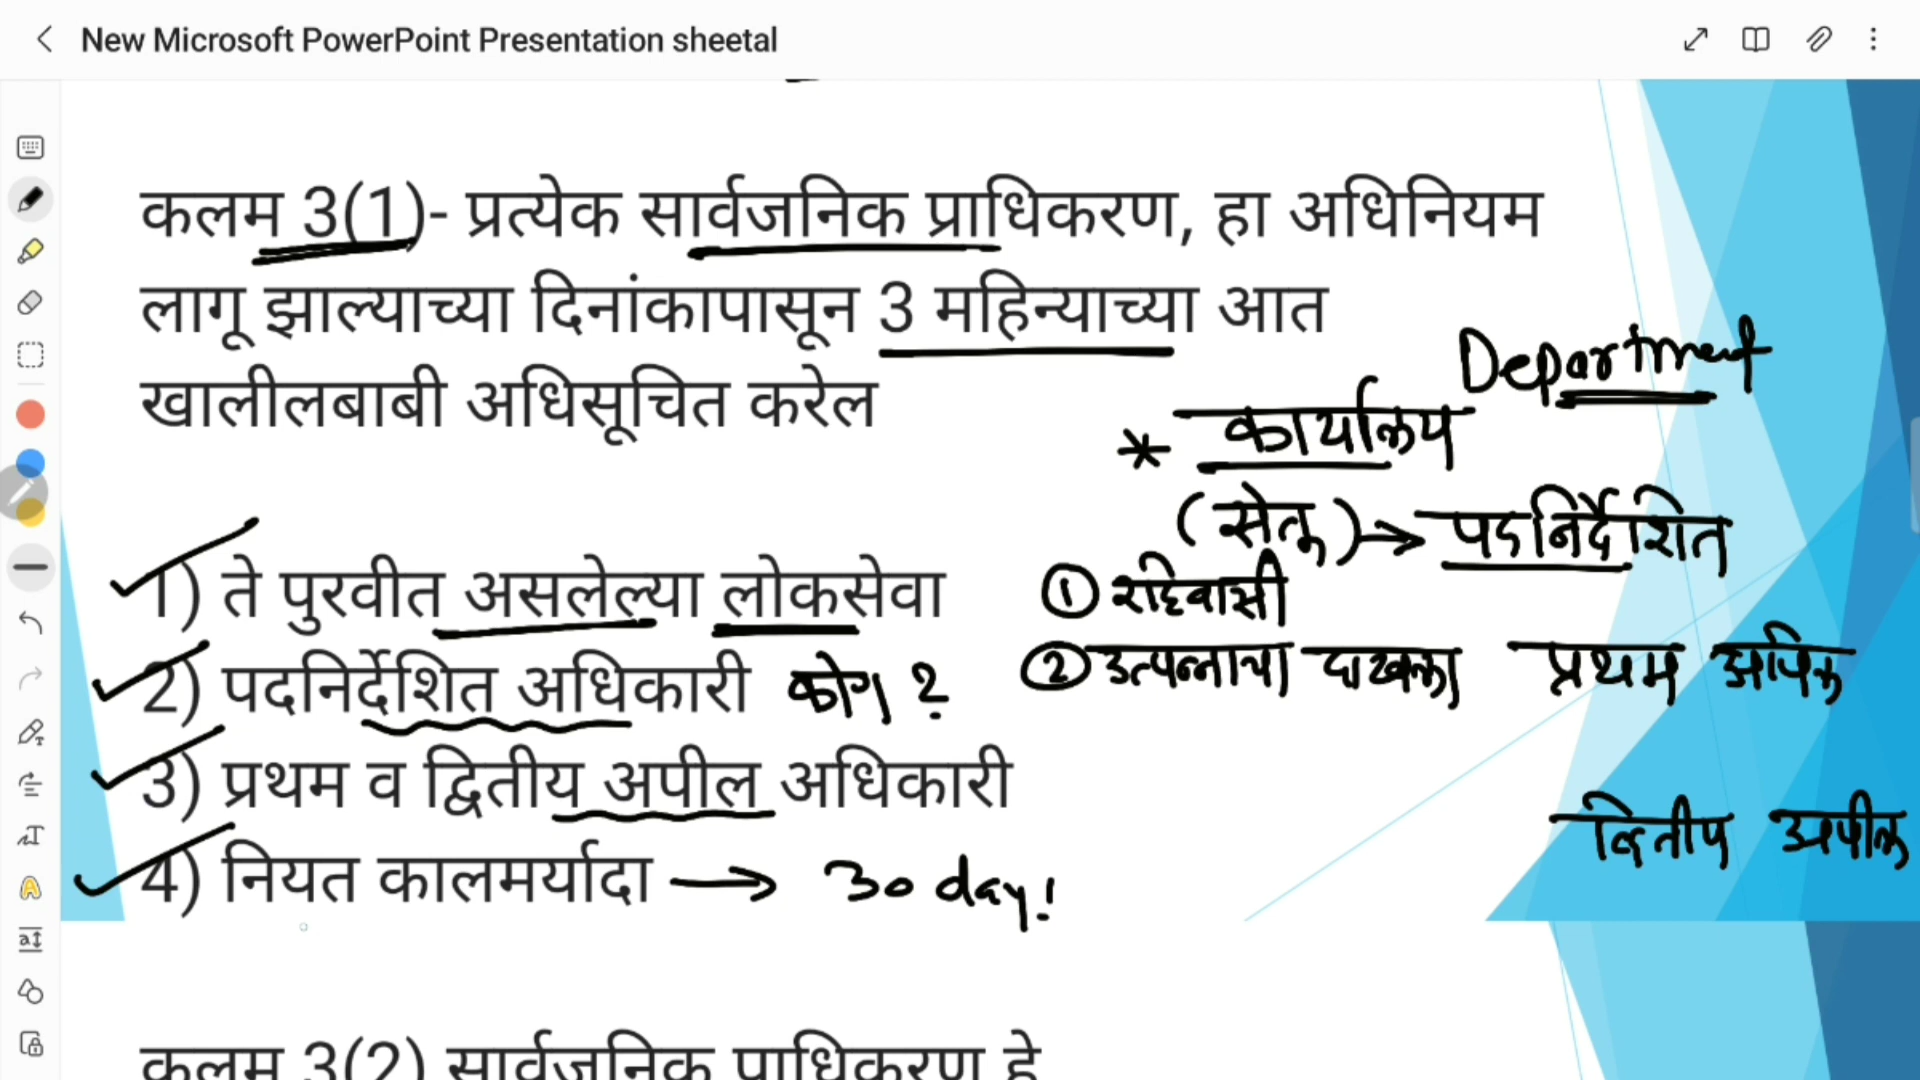 New Microsoft PowerPoint Presentation sheetal
कलम 3(1)- प्रत्येक सार्वजनिक प्राधिकरण, हा अधिनियम
लागू झाल्याच्या दिनांकापासून 3 महिन्याच्या आत
खालीलबाबी अधिसूचित करेल
Department
* कार्यालय
(सेतू) → पदनिर्देशित
1) ते पुरवीत असलेल्या लोकसेवा
① रहिवासी
2) पदनिर्देशित अधिकारी कोण ?
② उत्पन्नाचा दाखला प्रथम अपिल
3) प्रथम व द्वितीय अपील अधिकारी
द्वितीय अपील
4) नियत कालमर्यादा → 30 day!
कलम 3(2) सार्वजनिक प्राधिकरण हे